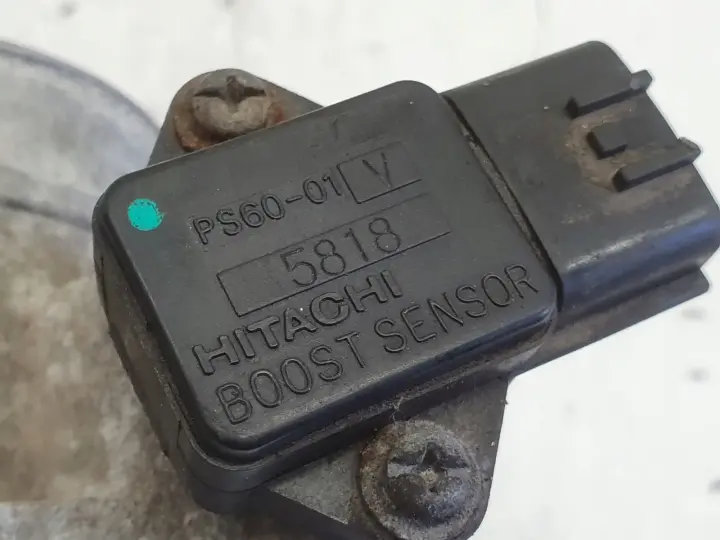 PS60-01 V
5818
HITACHI
BOOST SENSOR